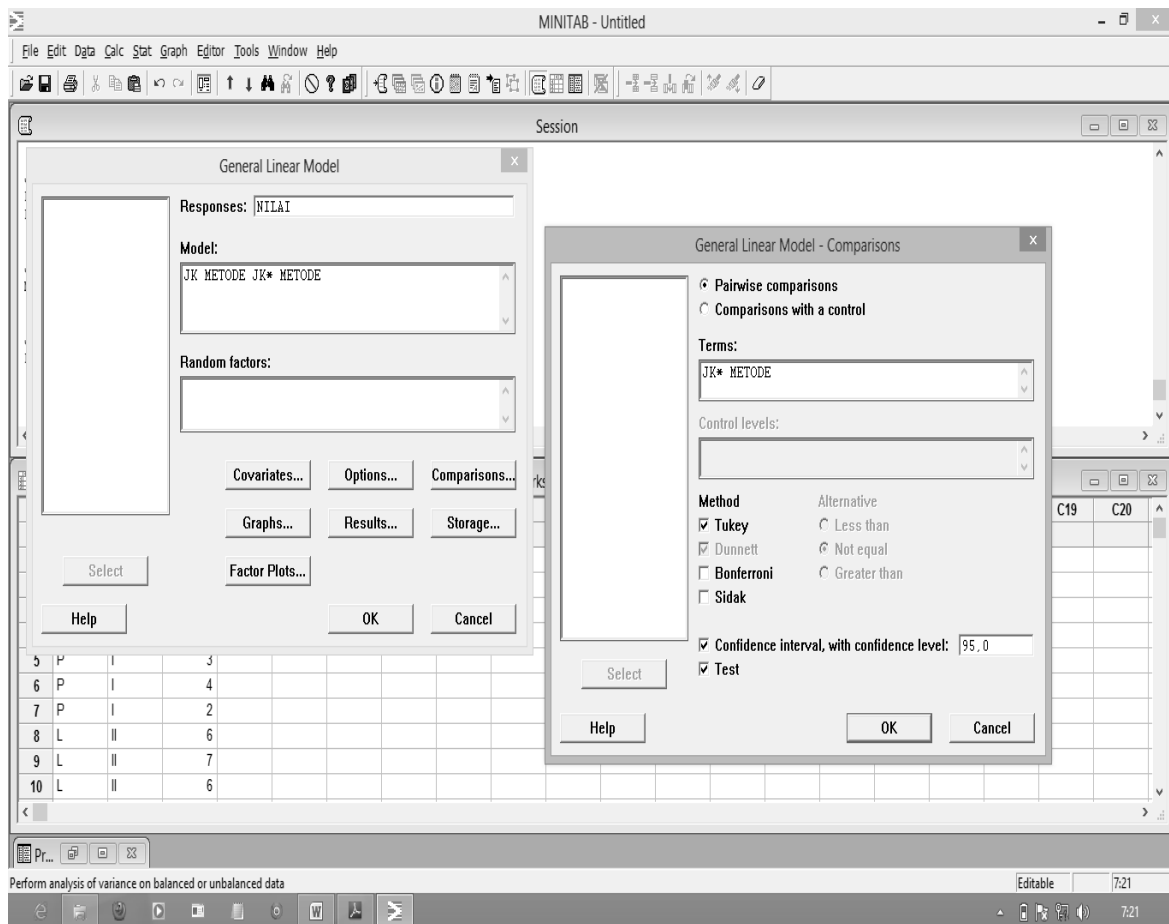 MINITAB - Untitled
File Edit Data Calc Stat Graph Editor Tools Window Help
Session
General Linear Model
Responses: NILAI
Model:
JK METODE JK* METODE
Random factors:
Covariates... Options... Comparisons...
Graphs... Results... Storage...
Select Factor Plots...
Help OK Cancel
General Linear Model - Comparisons
Pairwise comparisons
Comparisons with a control
Terms:
JK* METODE
Control levels:
Method Alternative
Tukey Less than
Dunnett Not equal
Bonferroni Greater than
Sidak
Confidence interval, with confidence level: 95,0
Select Test
Help OK Cancel
C19 C20
5 P I 3
6 P I 4
7 P I 2
8 L II 6
9 L II 7
10 L II 6
Pr...
Perform analysis of variance on balanced or unbalanced data Editable 7:21
7:21